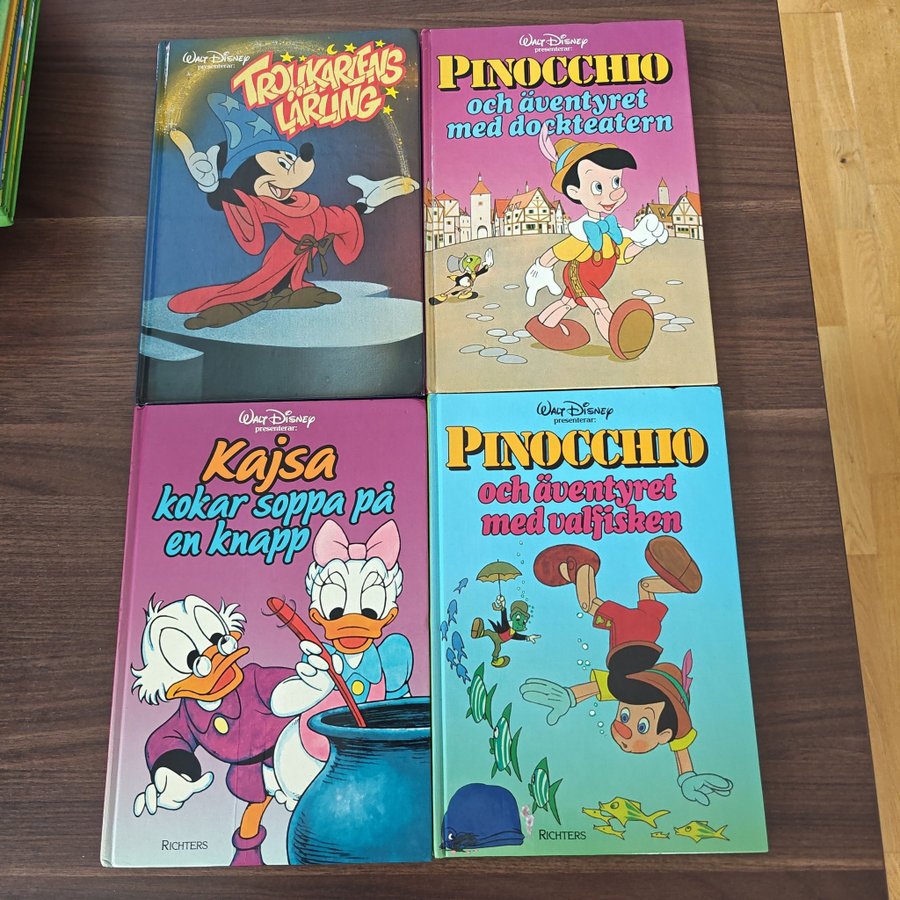 Walt Disney
presenterar:
TROLLKARLENS
LÄRLING
Walt Disney
presenterar:
PINOCCHIO
och äventyret
med dockteatern
Walt Disney
presenterar:
Kajsa
kokar soppa på
en knapp
RICHTERS
Walt Disney
presenterar:
PINOCCHIO
och äventyret
med valfisken
RICHTERS